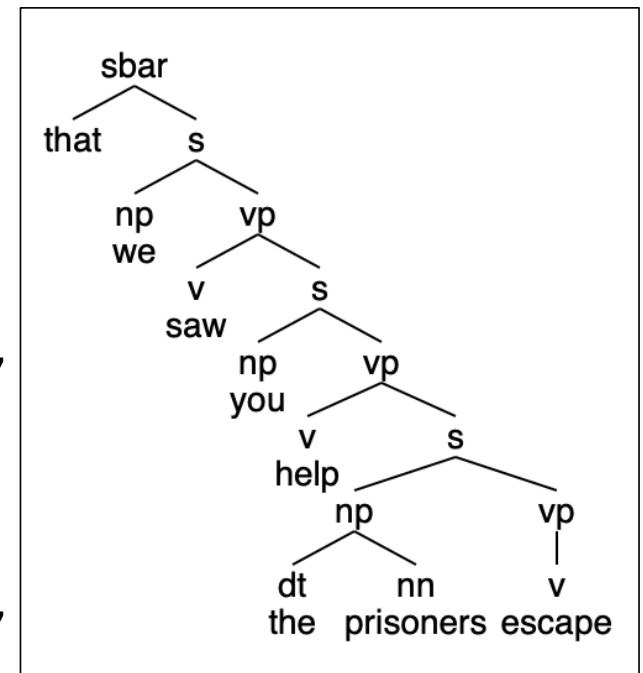 sbar
that s
np vp
we
v s
saw
np vp
you
v s
help
np vp
dt nn v
the prisoners escape